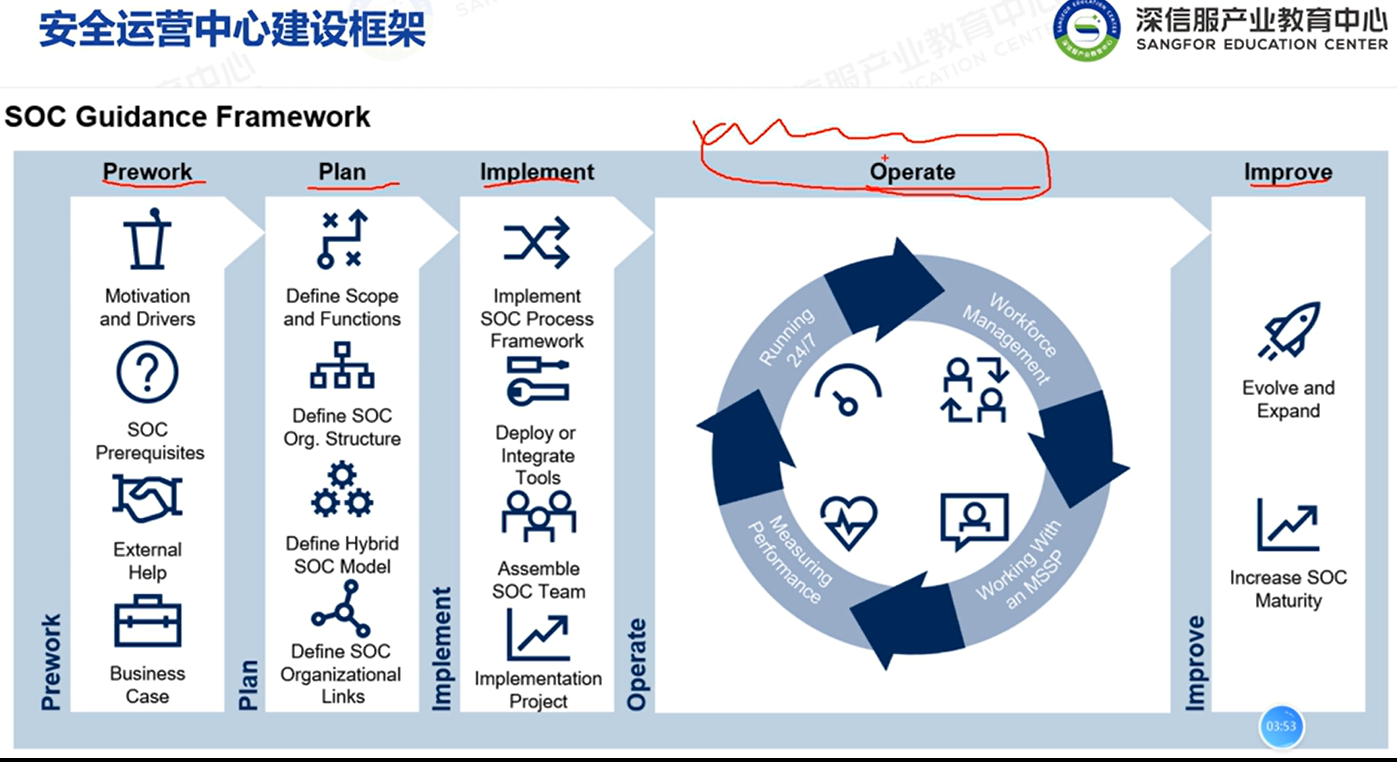 安全运营中心建设框架
深信服产业教育中心
SANGFOR EDUCATION CENTER
SOC Guidance Framework
Prework
Plan
Implement
Operate
Improve
Motivation
and Drivers
SOC
Prerequisites
External
Help
Business
Case
Prework
Define Scope
and Functions
Define SOC
Org. Structure
Define Hybrid
SOC Model
Define SOC
Organizational
Links
Plan
Implement
SOC Process
Framework
Deploy or
Integrate
Tools
Assemble
SOC Team
Implementation
Project
Implement
Running
24/7
Workforce
Management
Working With
an MSSP
Measuring
Performance
Operate
Evolve and
Expand
Increase SOC
Maturity
Improve
03:53